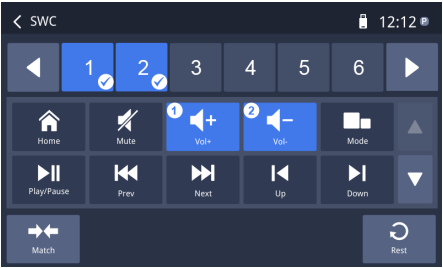 SWC 12:12 P
1 2 3 4 5 6
1 2
Home Mute Vol+ Vol- Mode
Play/Pause Prev Next Up Down
Match Rest